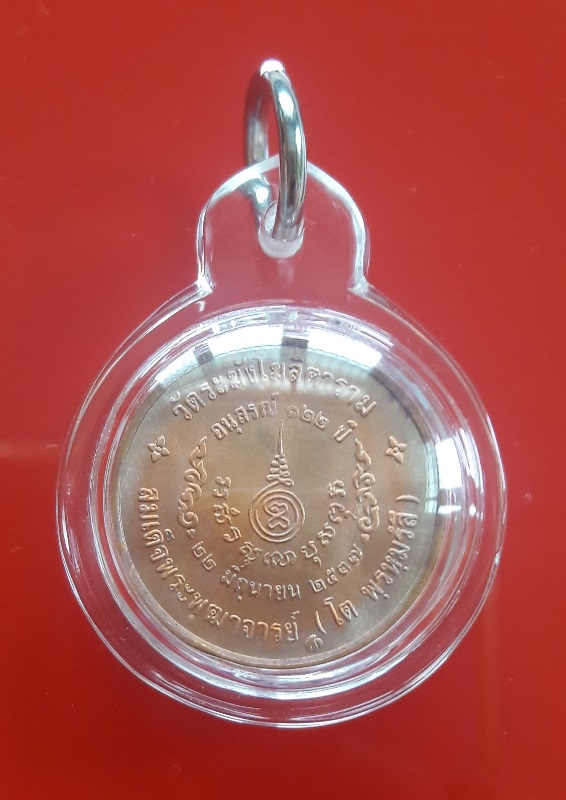 วัดระฆังโฆสิตาราม
อนุสรณ์ ๑๒๒ ปี
๒๒ มิถุนายน ๒๕๓๗
สมเด็จพระพุฒาจารย์ (โต พฺรหฺมรํสี)